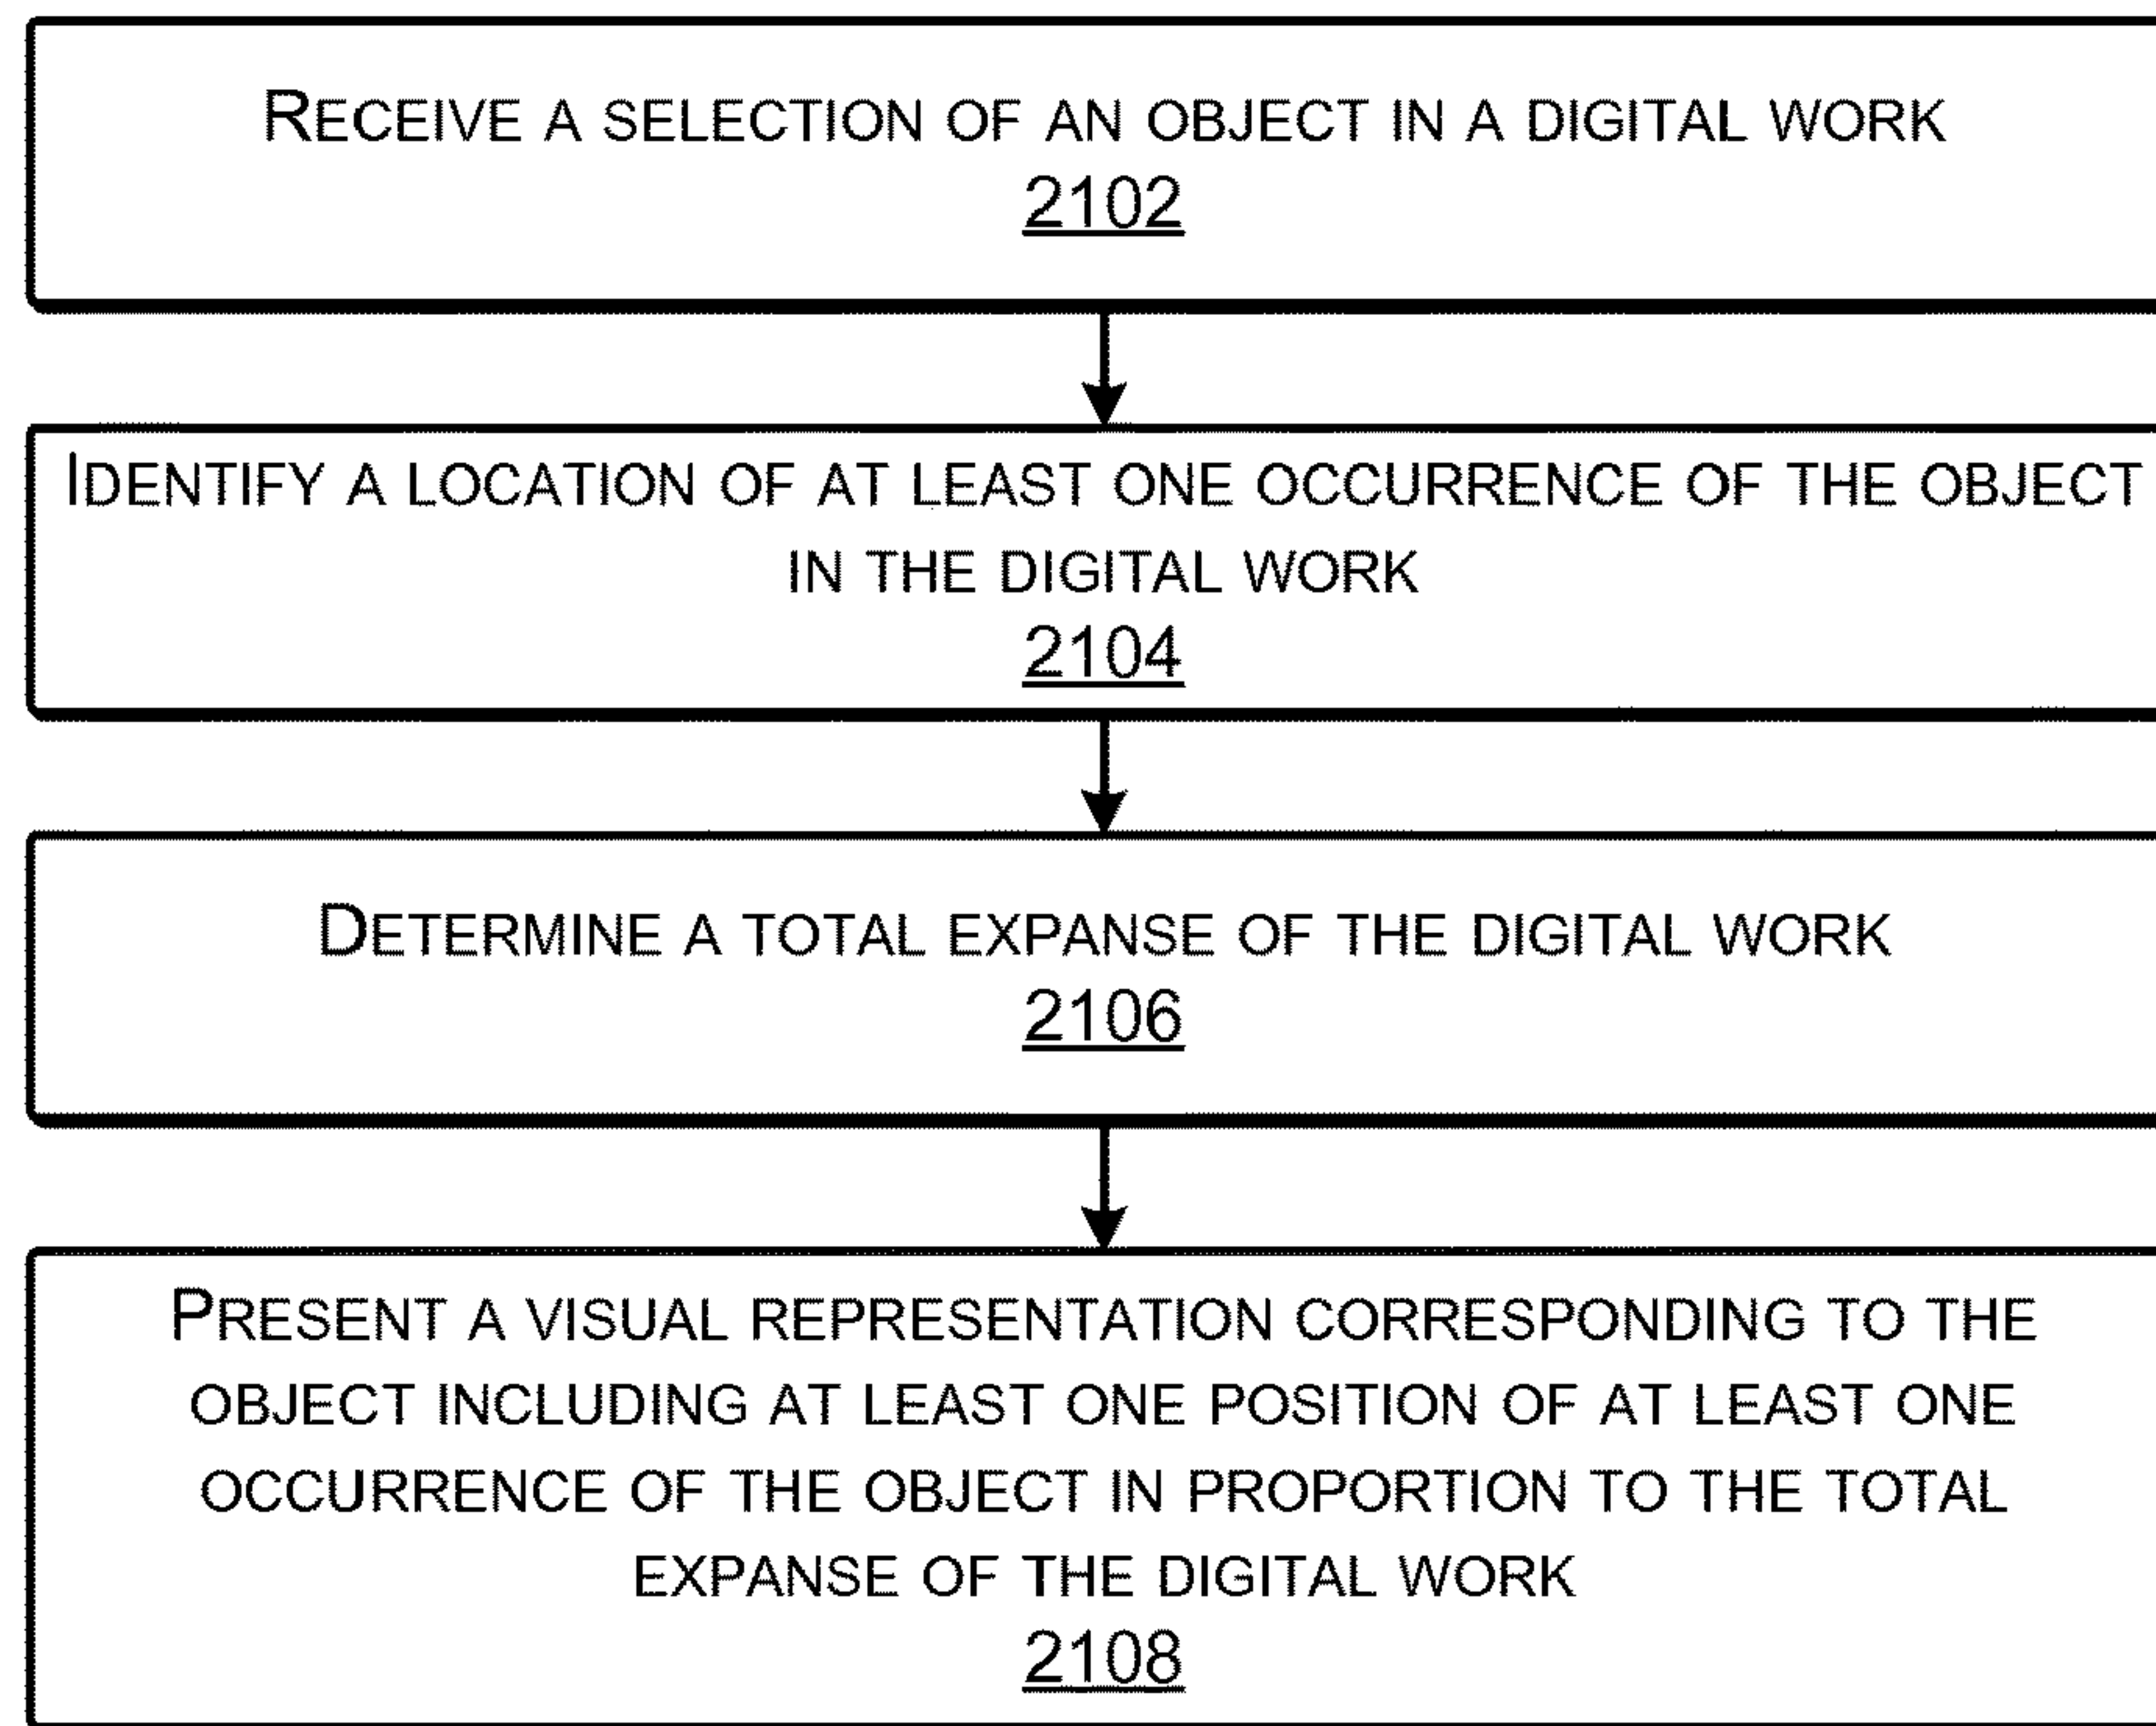 RECEIVE A SELECTION OF AN OBJECT IN A DIGITAL WORK
2102
IDENTIFY A LOCATION OF AT LEAST ONE OCCURRENCE OF THE OBJECT
IN THE DIGITAL WORK
2104
DETERMINE A TOTAL EXPANSE OF THE DIGITAL WORK
2106
PRESENT A VISUAL REPRESENTATION CORRESPONDING TO THE
OBJECT INCLUDING AT LEAST ONE POSITION OF AT LEAST ONE
OCCURRENCE OF THE OBJECT IN PROPORTION TO THE TOTAL
EXPANSE OF THE DIGITAL WORK
2108